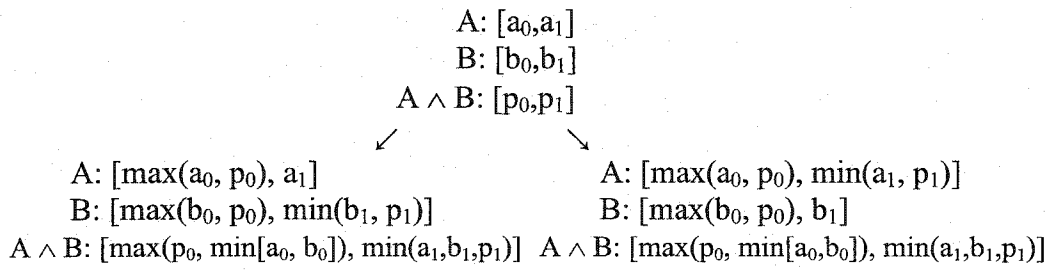 A: [a₀,a₁]
B: [b₀,b₁]
A ∧ B: [p₀,p₁]
↙ ↘
A: [max(a₀, p₀), a₁]
B: [max(b₀, p₀), min(b₁, p₁)]
A ∧ B: [max(p₀, min[a₀, b₀]), min(a₁,b₁,p₁)]
A: [max(a₀, p₀), min(a₁, p₁)]
B: [max(b₀, p₀), b₁]
A ∧ B: [max(p₀, min[a₀,b₀]), min(a₁,b₁,p₁)]